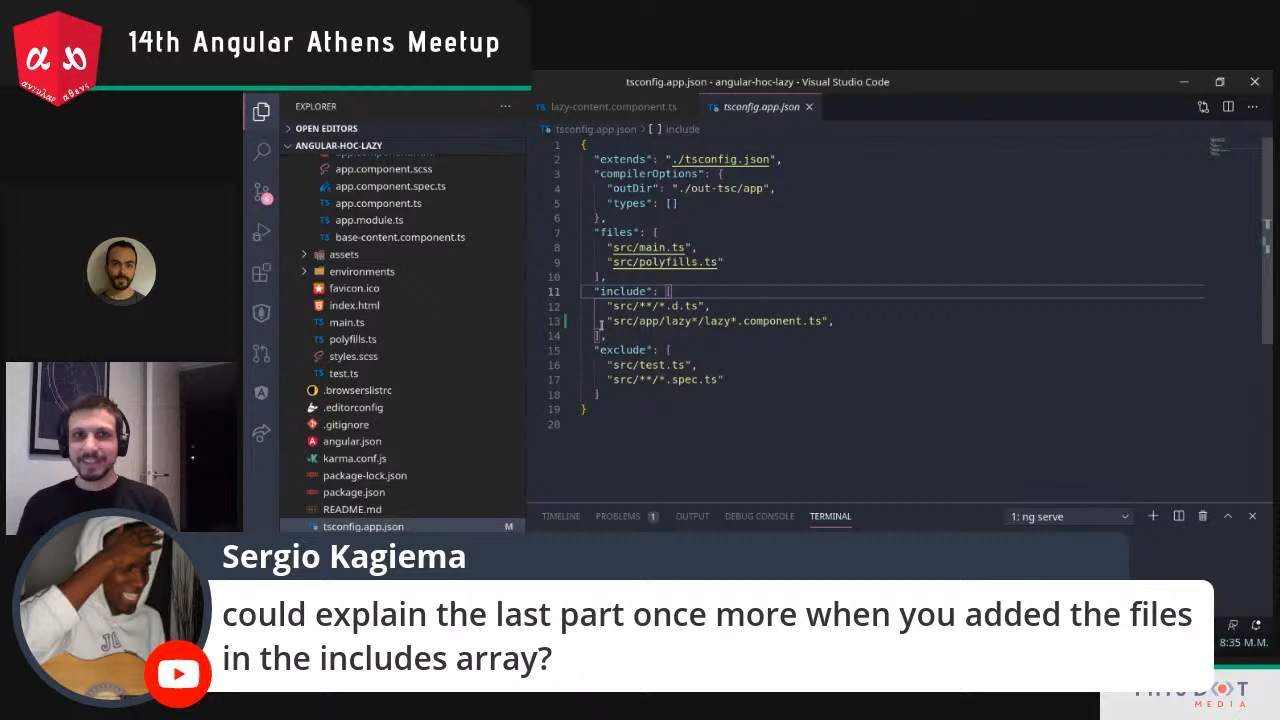 14th Angular Athens Meetup
tsconfig.app.json - angular-hoc-lazy - Visual Studio Code
EXPLORER
lazy-content.component.ts
tsconfig.app.json
OPEN EDITORS
tsconfig.app.json > [ ] include
ANGULAR-HOC-LAZY
app.component.scss
app.component.spec.ts
app.component.ts
app.module.ts
base-content.component.ts
assets
environments
favicon.ico
index.html
main.ts
polyfills.ts
styles.scss
test.ts
.browserslistrc
.editorconfig
.gitignore
angular.json
karma.conf.js
package-lock.json
package.json
README.md
tsconfig.app.json M
1 {
2 "extends": "./tsconfig.json",
3 "compilerOptions": {
4 "outDir": "./out-tsc/app",
5 "types": []
6 },
7 "files": [
8 "src/main.ts",
9 "src/polyfills.ts"
10 ],
11 "include": [
12 "src/**/*.d.ts",
13 "src/app/lazy*/lazy*.component.ts",
14 ],
15 "exclude": [
16 "src/test.ts",
17 "src/**/*.spec.ts"
18 ]
19 }
20
TIMELINE PROBLEMS 1 OUTPUT DEBUG CONSOLE TERMINAL 1: ng serve
Sergio Kagiema
could explain the last part once more when you added the files
in the includes array?
8:35 M.M.
MEDIA